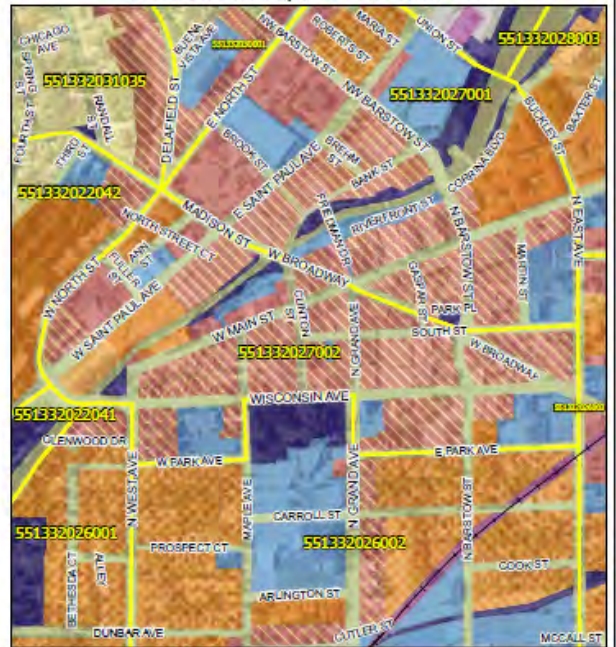 CHICAGO AVE
SPRING ST
FOURTH ST
RANDALL ST
THIRD ST
BUENA VISTA AVE
DELAFIELD ST
E NORTH ST
NW BARSTOW ST
ROBERTS ST
MARIA ST
UNION ST
551332028003
551332031035
551332027001
NW BARSTOW ST
BUCKLEY ST
BAXTER ST
BROOK ST
E SAINT PAUL AVE
BREHM ST
BANK ST
CORRINA BLVD
551332022042
MADISON ST
NORTH STREET CT
ANN ST
FULLER ST
W NORTH ST
W SAINT PAUL AVE
RIVERFRONT ST
W BROADWAY
N BARSTOW ST
N EAST AVE
MARTIN ST
GASPAR ST
PARK PL
SOUTH ST
W BROADWAY
CLINTON ST
W MAIN ST
N GRAND AVE
551332027002
WISCONSIN AVE
551332022041
GLENWOOD DR
N WEST AVE
W PARK AVE
E PARK AVE
MAPLE AVE
CARROLL ST
N GRAND AVE
N BARSTOW ST
551332026001
551332026002
PROSPECT CT
BETHESDA CT
ALLEY
COOK ST
ARLINGTON ST
DUNBAR AVE
CUTLER ST
MCCALL ST